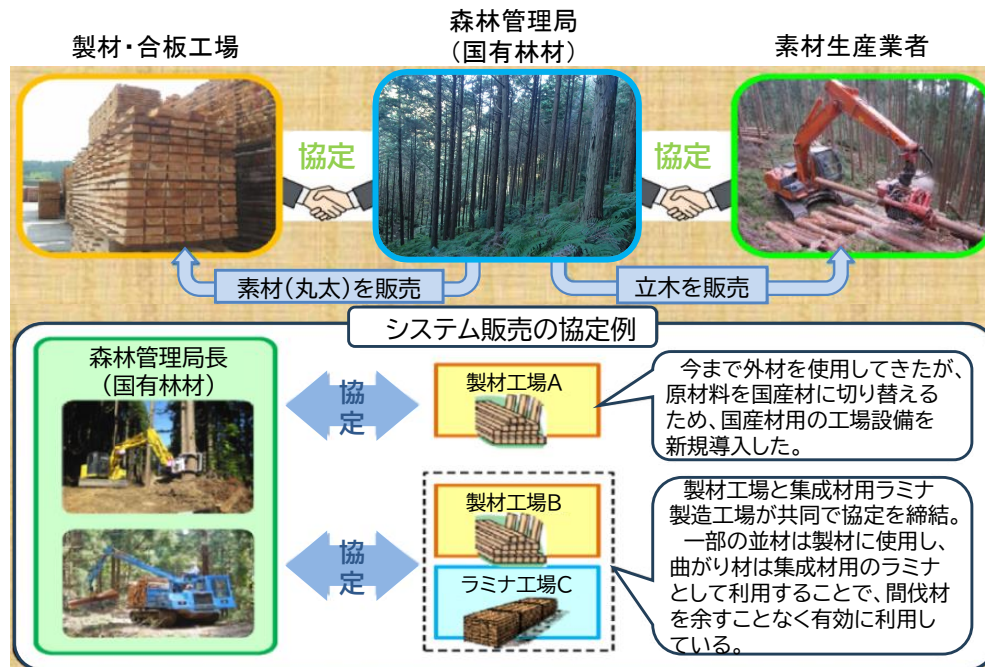 製材・合板工場
森林管理局
(国有林材)
素材生産業者
協定
協定
素材(丸太)を販売
立木を販売
システム販売の協定例
森林管理局長
(国有林材)
協定
製材工場A
今まで外材を使用してきたが、
原材料を国産材に切り替える
ため、国産材用の工場設備を
新規導入した。
協定
製材工場B
ラミナ工場C
製材工場と集成材用ラミナ
製造工場が共同で協定を締結。
一部の並材は製材に使用し、
曲がり材は集成材用のラミナ
として利用することで、間伐材
を余すことなく有効に利用し
ている。